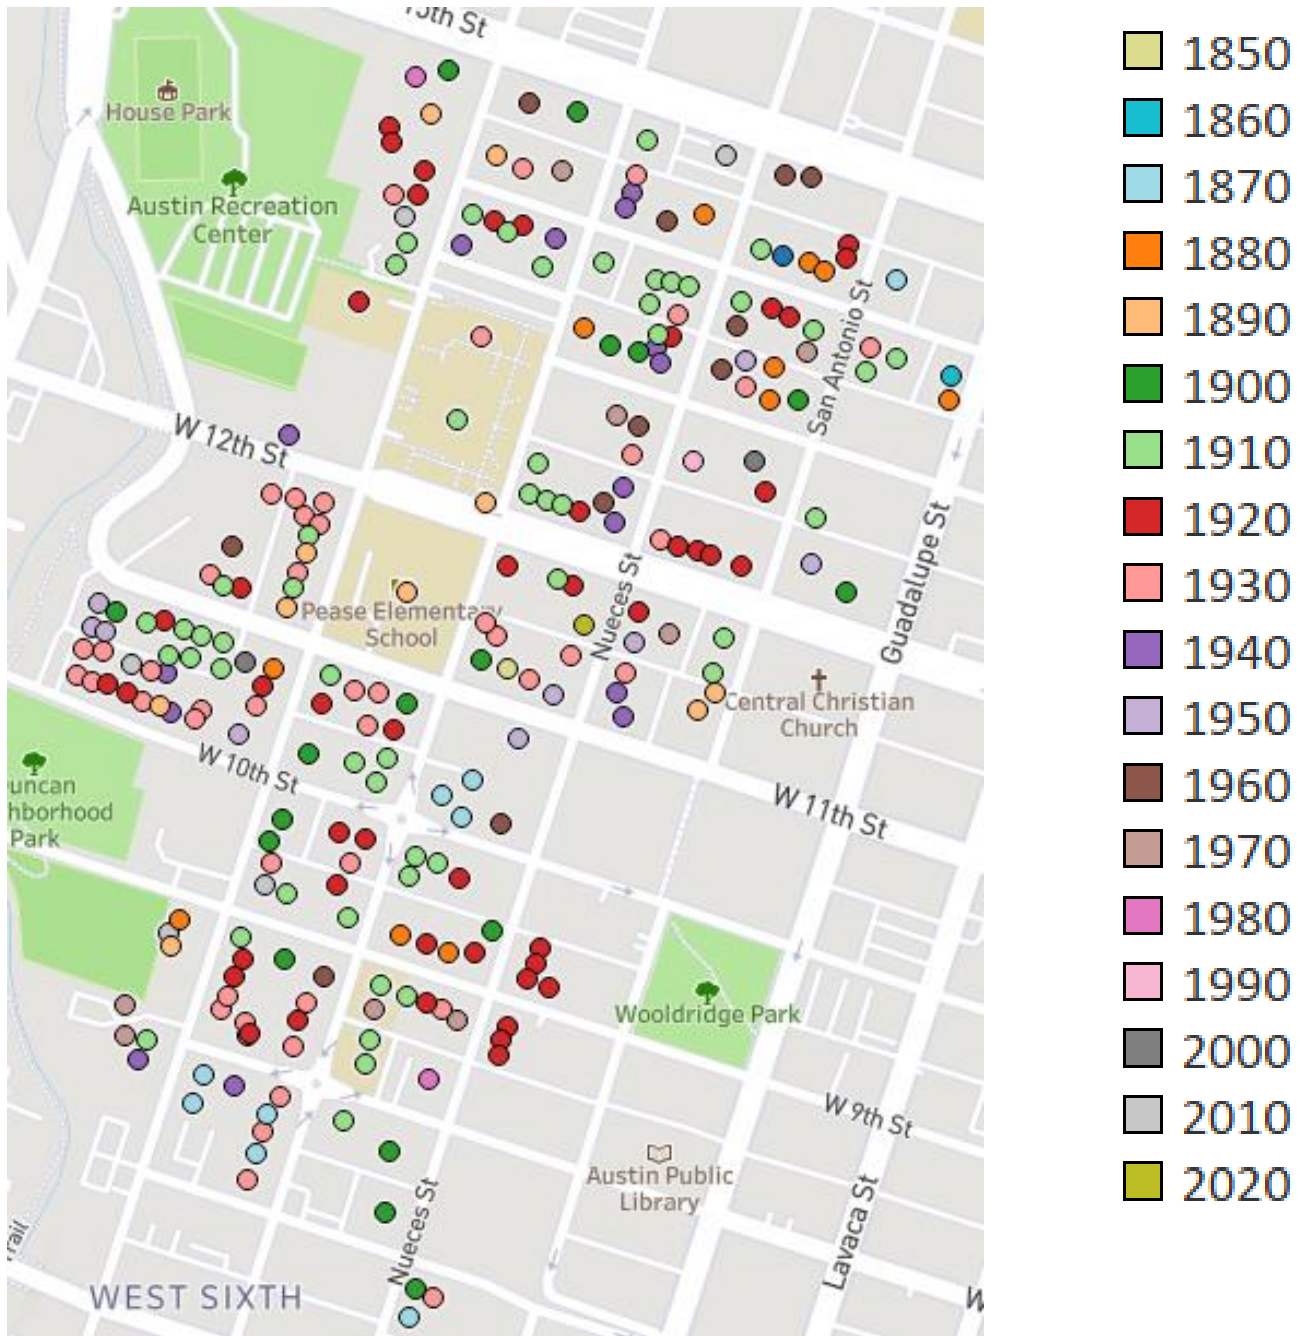 15th St
House Park
Austin Recreation
Center
San Antonio St
W 12th St
Guadalupe St
Pease Elementary
School
Nueces St
Central Christian
Church
W 10th St
uncan
hborhood
Park
W 11th St
Wooldridge Park
W 9th St
Austin Public
Library
Nueces St
Lavaca St
rail
WEST SIXTH
W
1850
1860
1870
1880
1890
1900
1910
1920
1930
1940
1950
1960
1970
1980
1990
2000
2010
2020